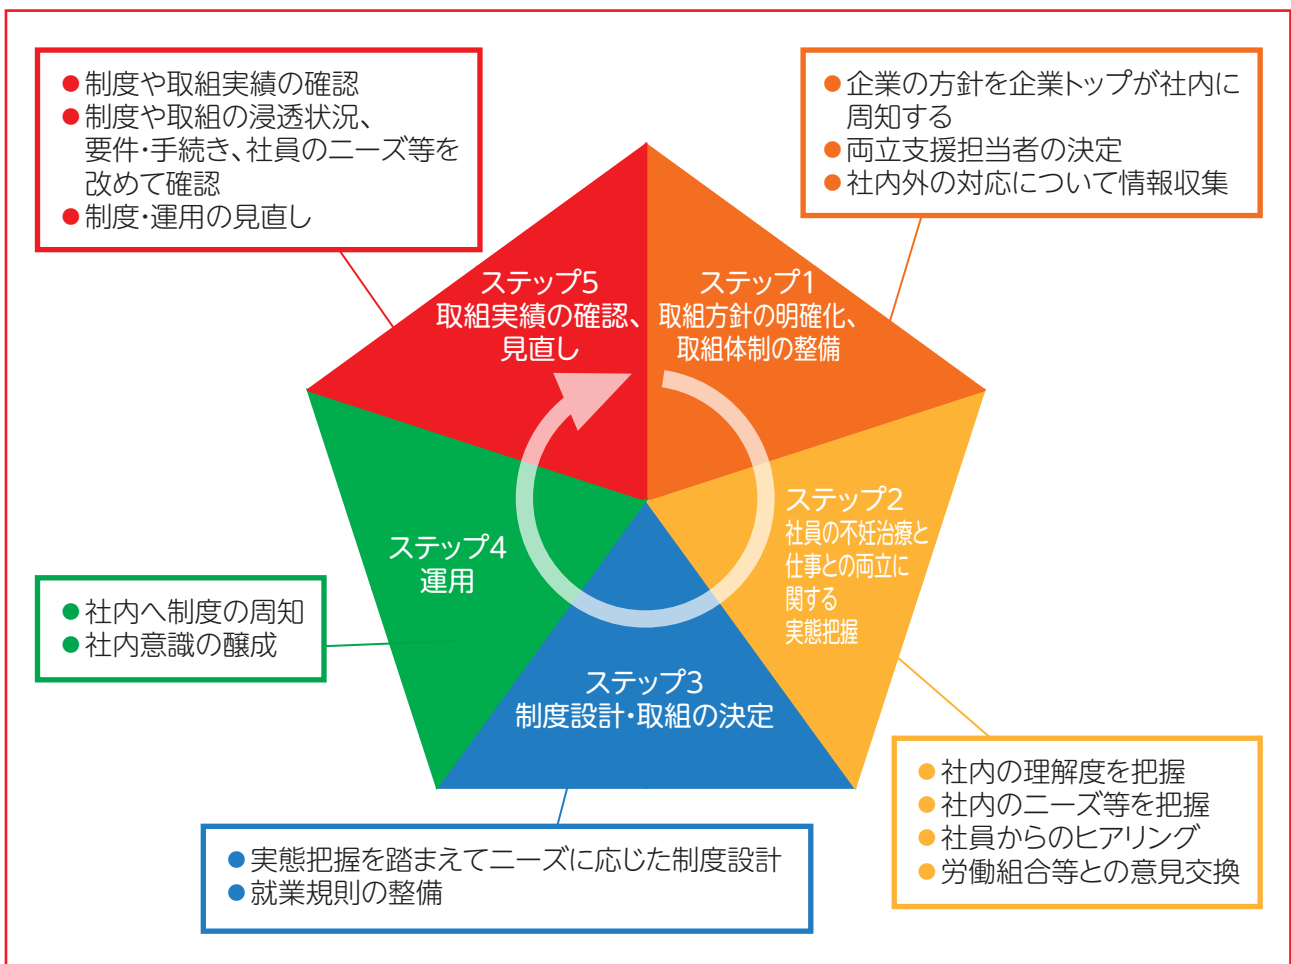 ●制度や取組実績の確認
●制度や取組の浸透状況、
要件・手続き、社員のニーズ等を
改めて確認
●制度・運用の見直し
●企業の方針を企業トップが社内に
周知する
●両立支援担当者の決定
●社内外の対応について情報収集
ステップ5
取組実績の確認、
見直し
ステップ1
取組方針の明確化、
取組体制の整備
ステップ2
社員の不妊治療と
仕事との両立に
関する
実態把握
ステップ4
運用
●社内へ制度の周知
●社内意識の醸成
ステップ3
制度設計・取組の決定
●社内の理解度を把握
●社内のニーズ等を把握
●社員からのヒアリング
●労働組合等との意見交換
●実態把握を踏まえてニーズに応じた制度設計
●就業規則の整備